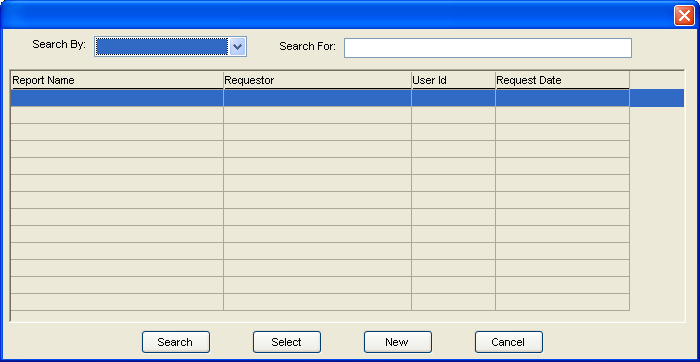 Search By: Search For:
Report Name Requestor User Id Request Date
Search Select New Cancel